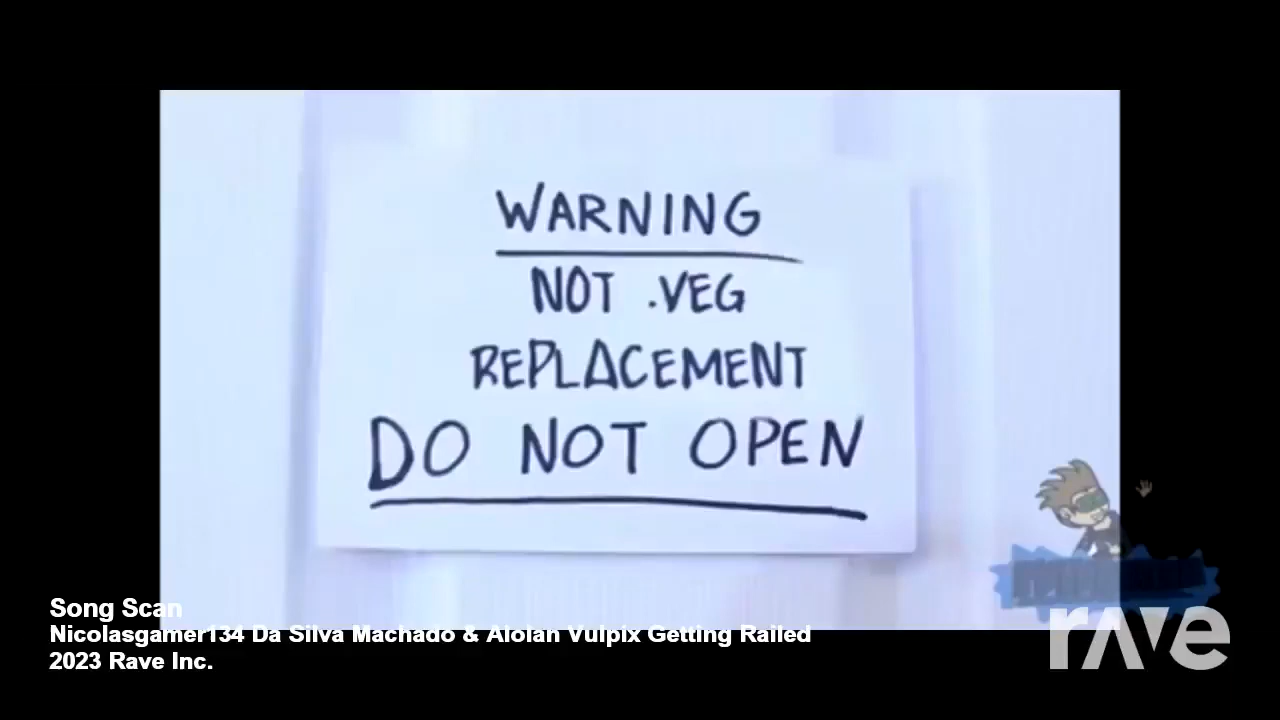 WARNING
NOT .VEG
REPLACEMENT
DO NOT OPEN
Song Scan
Nicolasgamer134 Da Silva Machado & Alolan Vulpix Getting Railed
2023 Rave Inc.
rave